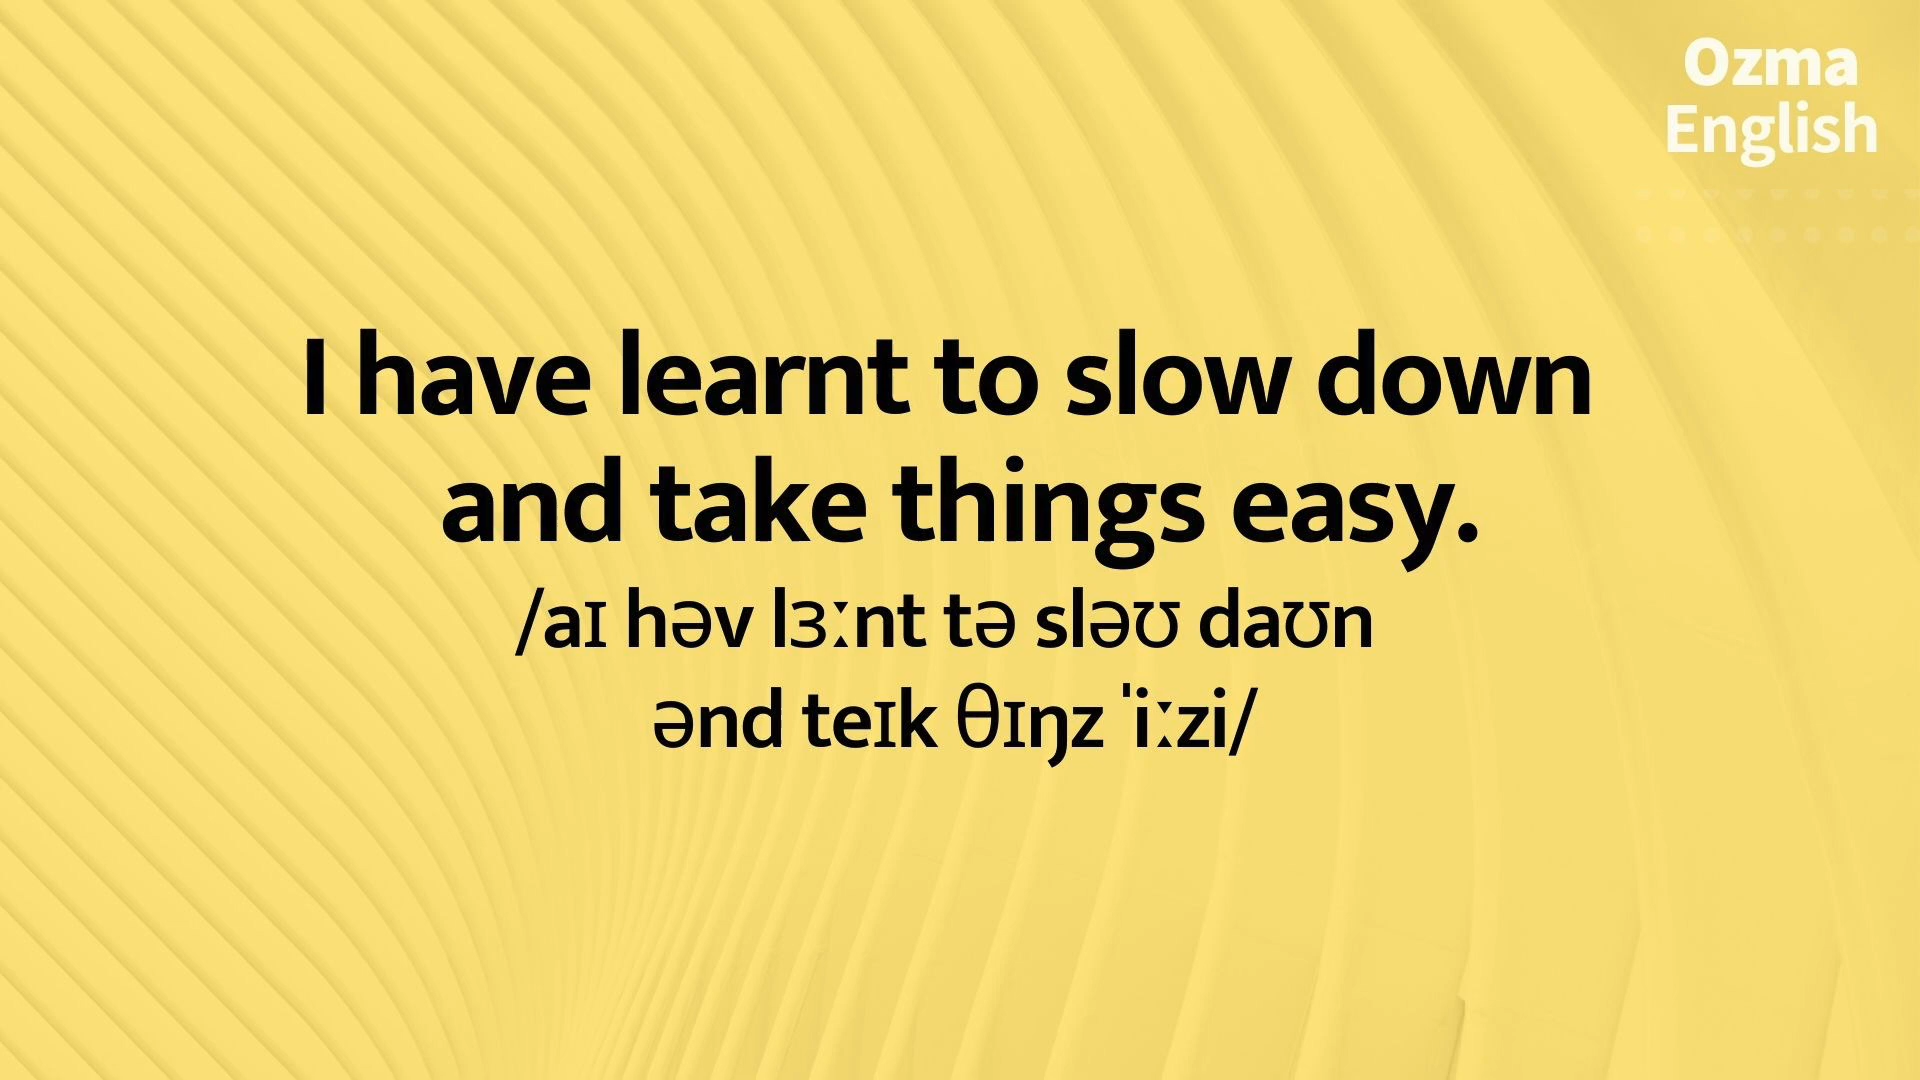 Ozma
English
I have learnt to slow down
and take things easy.
/aɪ həv lɜːnt tə sləʊ daʊn
ənd teɪk θɪŋz ˈiːzi/